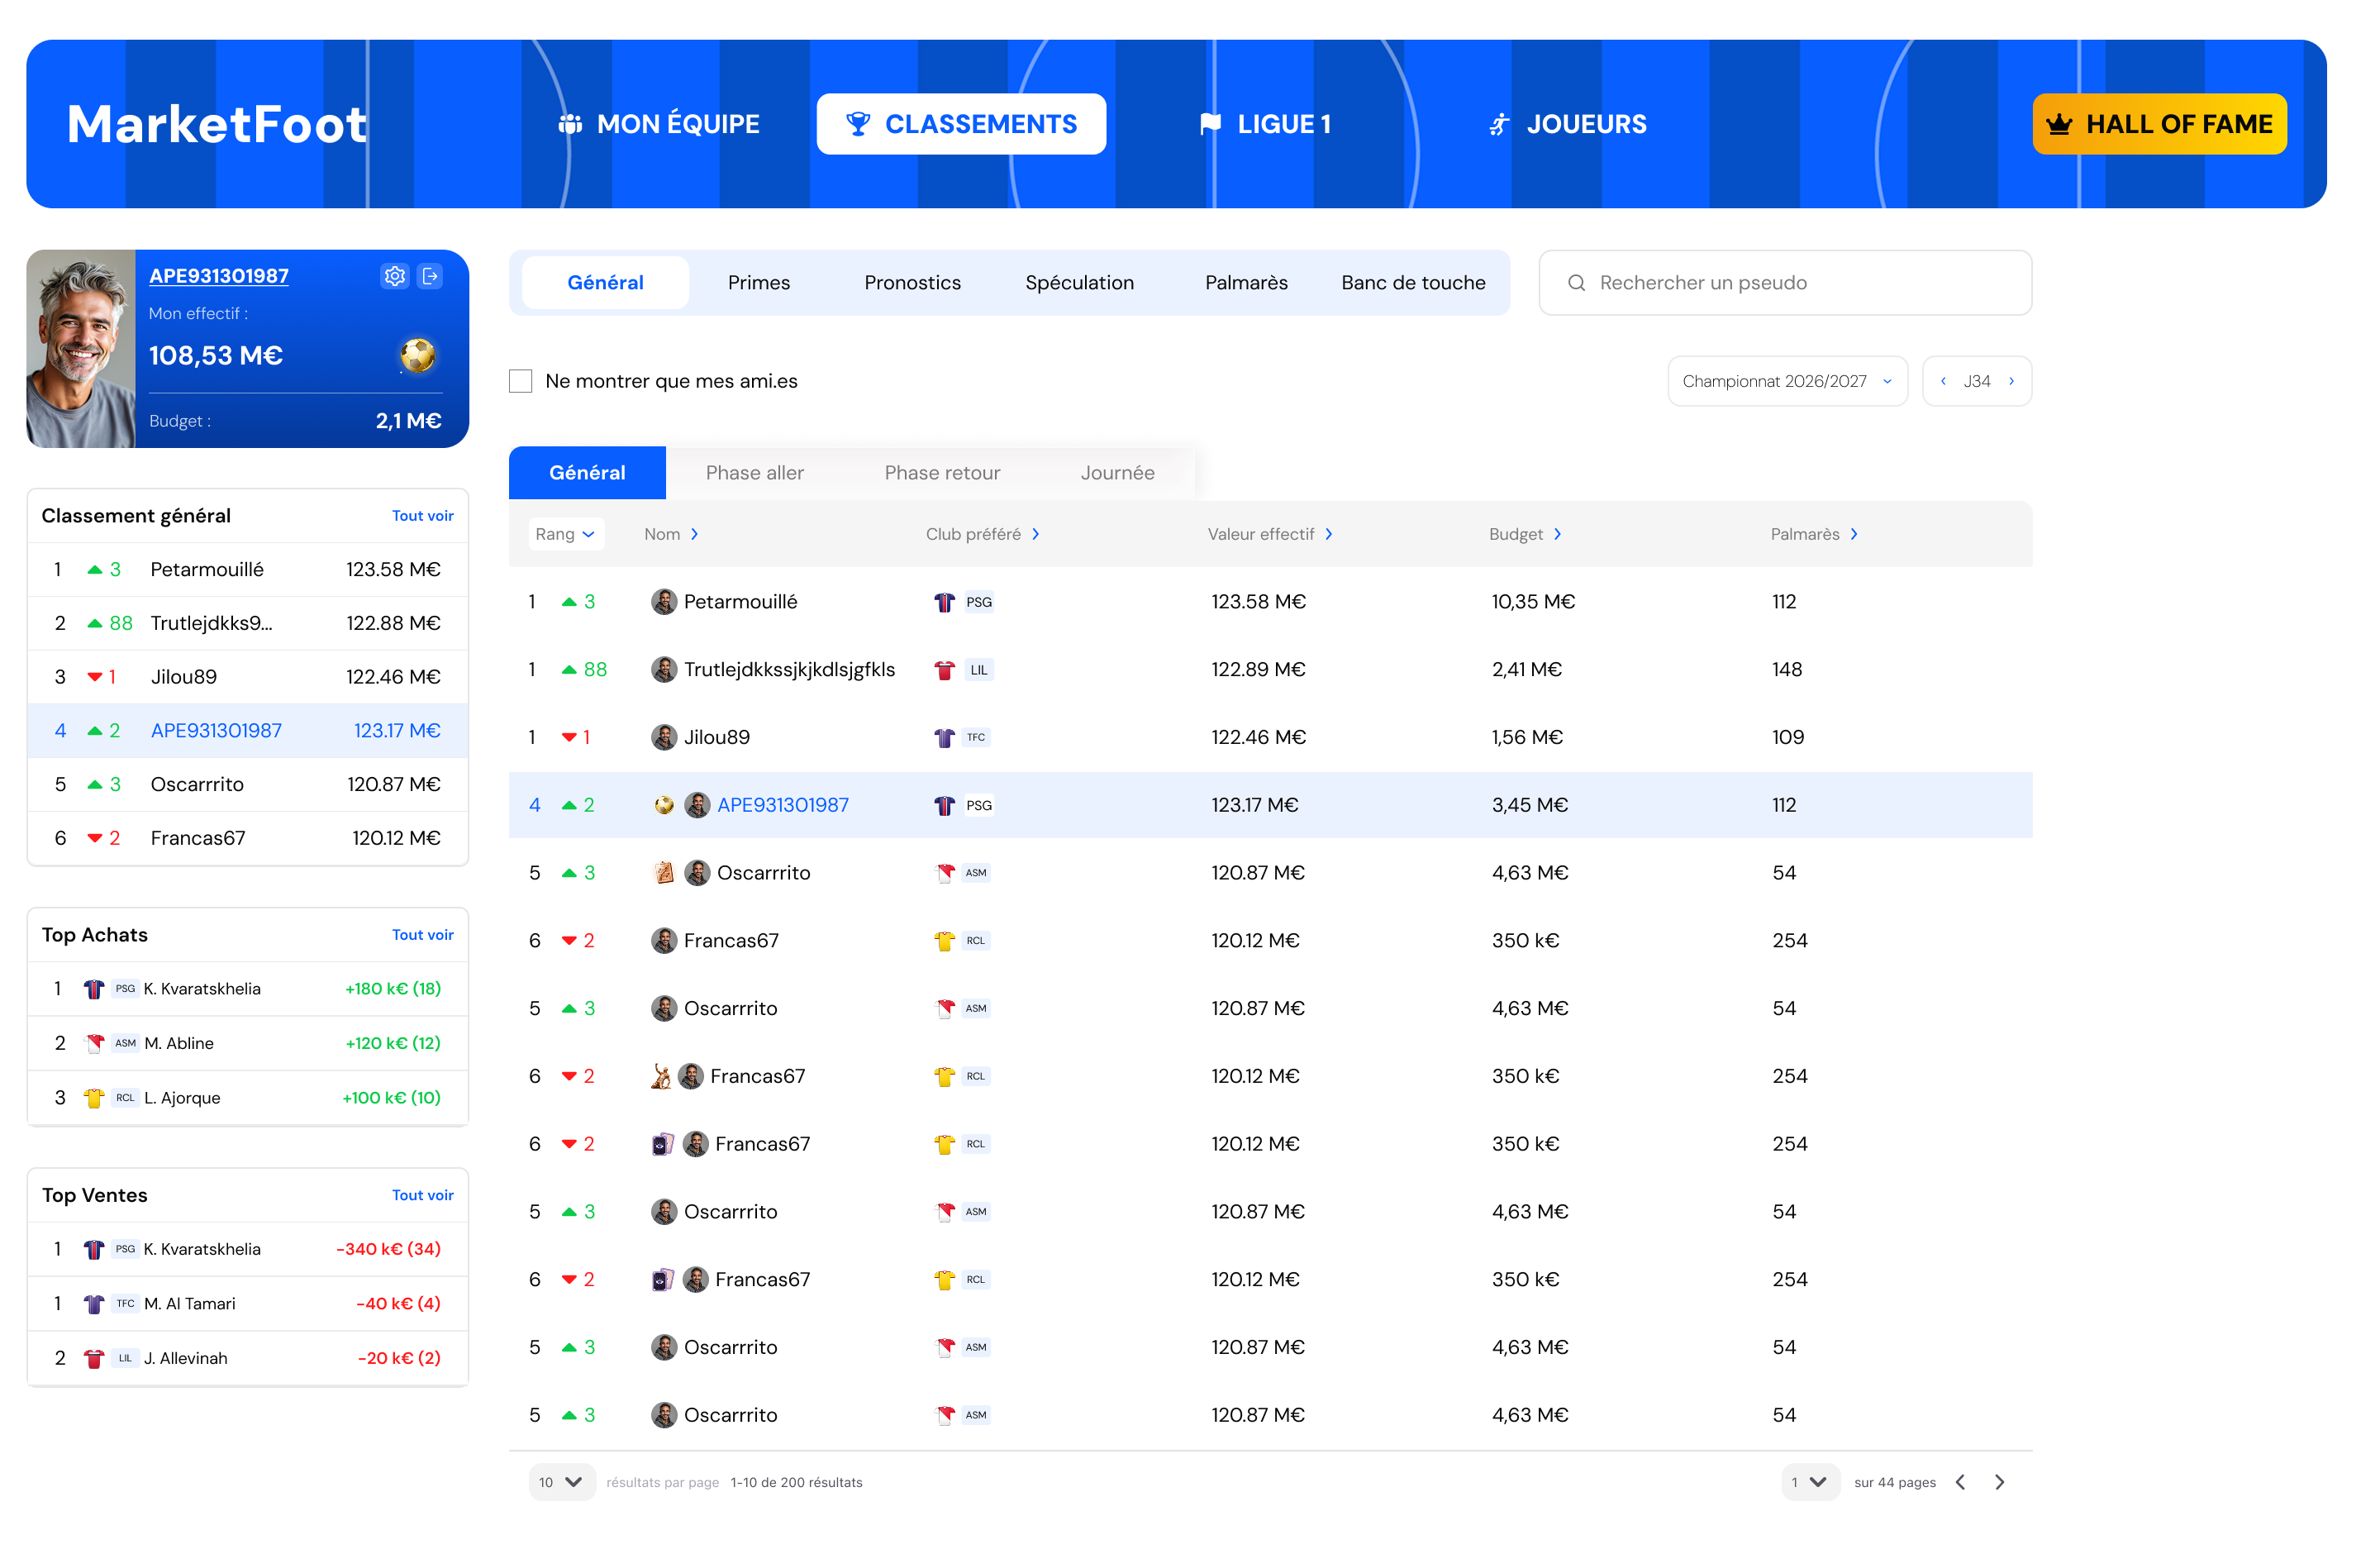 MarketFoot
MON ÉQUIPE
CLASSEMENTS
LIGUE 1
JOUEURS
HALL OF FAME
APE931301987
Mon effectif :
108,53 M€
Budget :
2,1 M€
Classement général
Tout voir
1 3 Petarmouillé 123.58 M€
2 88 Trutlejdkks9... 122.88 M€
3 1 Jilou89 122.46 M€
4 2 APE931301987 123.17 M€
5 3 Oscarrrito 120.87 M€
6 2 Francas67 120.12 M€
Top Achats
Tout voir
1 PSG K. Kvaratskhelia +180 k€ (18)
2 ASM M. Abline +120 k€ (12)
3 RCL L. Ajorque +100 k€ (10)
Top Ventes
Tout voir
1 PSG K. Kvaratskhelia -340 k€ (34)
1 TFC M. Al Tamari -40 k€ (4)
2 LIL J. Allevinah -20 k€ (2)
Général
Primes
Pronostics
Spéculation
Palmarès
Banc de touche
Rechercher un pseudo
Ne montrer que mes ami.es
Championnat 2026/2027
J34
Général
Phase aller
Phase retour
Journée
Rang Nom Club préféré Valeur effectif Budget Palmarès
1 3 Petarmouillé PSG 123.58 M€ 10,35 M€ 112
1 88 Trutlejdkkssjkjkdlsjgfkls LIL 122.89 M€ 2,41 M€ 148
1 1 Jilou89 TFC 122.46 M€ 1,56 M€ 109
4 2 APE931301987 PSG 123.17 M€ 3,45 M€ 112
5 3 Oscarrrito ASM 120.87 M€ 4,63 M€ 54
6 2 Francas67 RCL 120.12 M€ 350 k€ 254
5 3 Oscarrrito ASM 120.87 M€ 4,63 M€ 54
6 2 Francas67 RCL 120.12 M€ 350 k€ 254
6 2 Francas67 RCL 120.12 M€ 350 k€ 254
5 3 Oscarrrito ASM 120.87 M€ 4,63 M€ 54
6 2 Francas67 RCL 120.12 M€ 350 k€ 254
5 3 Oscarrrito ASM 120.87 M€ 4,63 M€ 54
5 3 Oscarrrito ASM 120.87 M€ 4,63 M€ 54
10 résultats par page 1-10 de 200 résultats
1 sur 44 pages